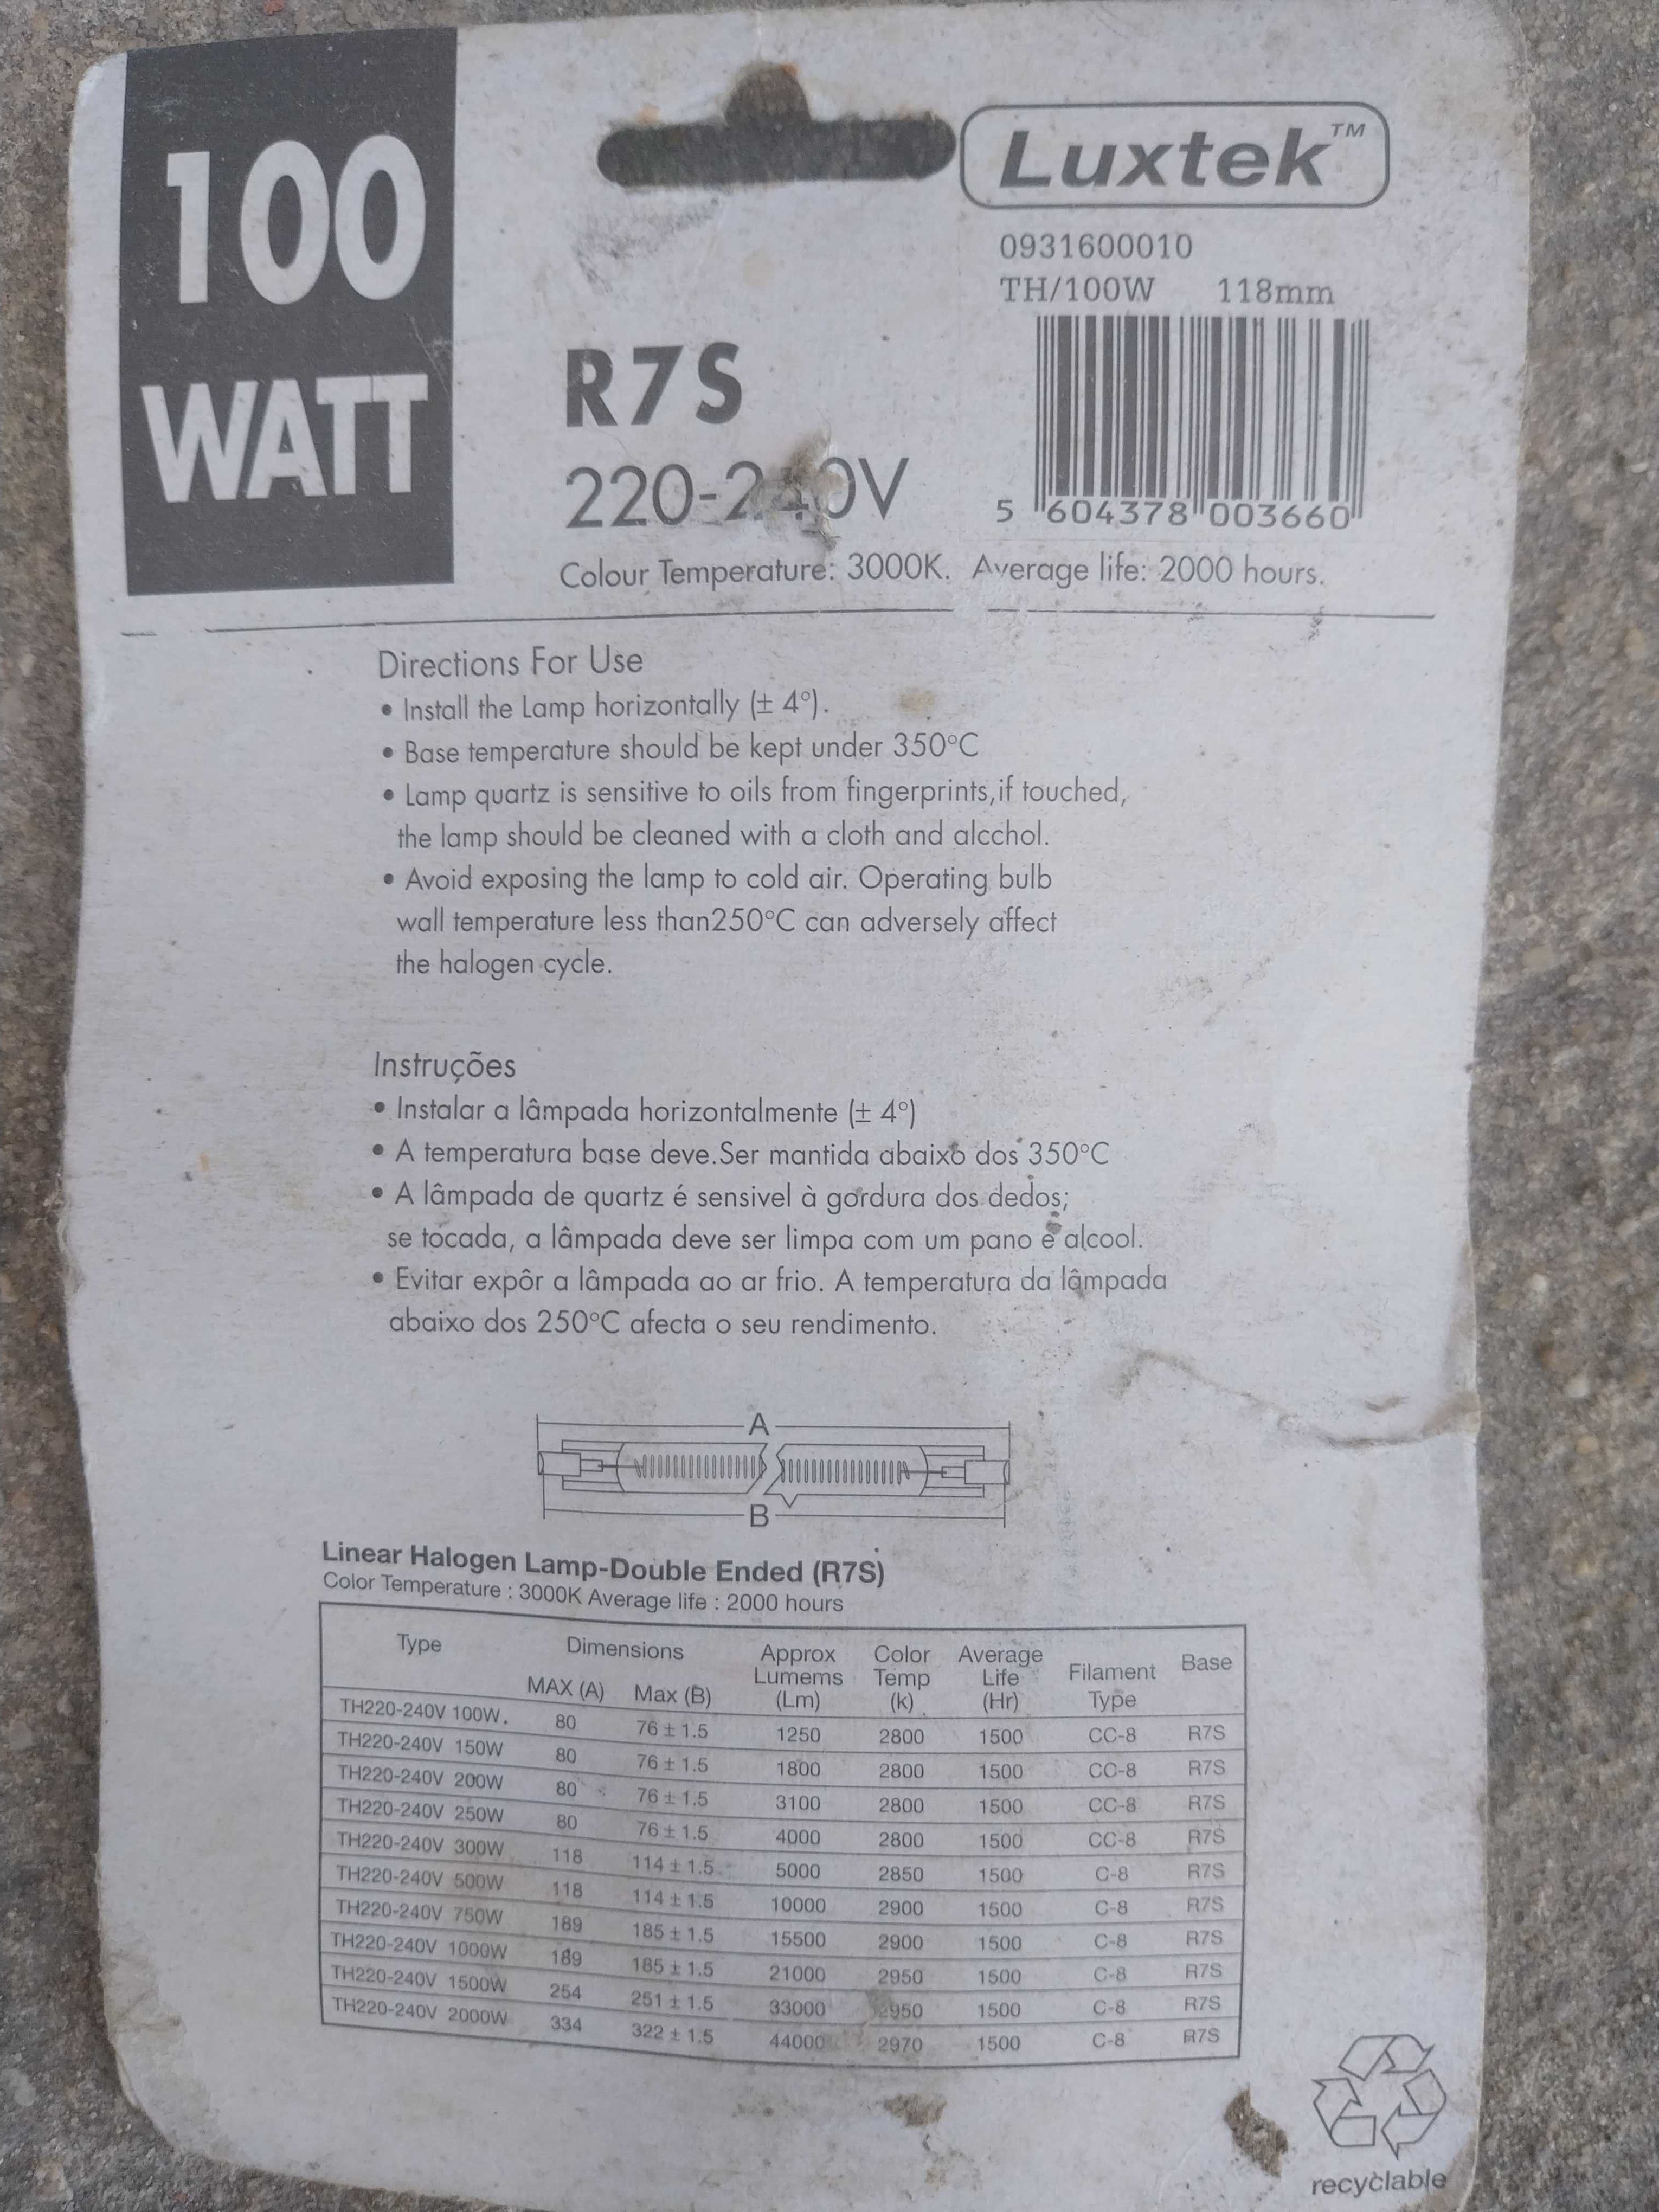 100
WATT
Luxtek™
0931600010
TH/100W 118mm
R7S
220-240V
5 604378 003660
Colour Temperature: 3000K. Average life: 2000 hours.
Directions For Use
• Install the Lamp horizontally (± 4°).
• Base temperature should be kept under 350°C
• Lamp quartz is sensitive to oils from fingerprints,if touched,
the lamp should be cleaned with a cloth and alcchol.
• Avoid exposing the lamp to cold air. Operating bulb
wall temperature less than250°C can adversely affect
the halogen cycle.
Instruções
• Instalar a lâmpada horizontalmente (± 4°)
• A temperatura base deve.Ser mantida abaixo dos 350°C
• A lâmpada de quartz é sensivel à gordura dos dedos;
se tocada, a lâmpada deve ser limpa com um pano e alcool.
• Evitar expôr a lâmpada ao ar frio. A temperatura da lâmpada
abaixo dos 250°C afecta o seu rendimento.
A
B
Linear Halogen Lamp-Double Ended (R7S)
Color Temperature : 3000K Average life : 2000 hours
Type Dimensions Approx Color Average Filament Base
Lumems Temp Life Type
MAX (A) Max (B) (Lm) (k) (Hr)
TH220-240V 100W. 80 76 ± 1.5 1250 2800 1500 CC-8 R7S
TH220-240V 150W 80 76 ± 1.5 1800 2800 1500 CC-8 R7S
TH220-240V 200W 80 76 ± 1.5 3100 2800 1500 CC-8 R7S
TH220-240V 250W 80 76 ± 1.5 4000 2800 1500 CC-8 R7S
TH220-240V 300W 118 114 ± 1.5 5000 2850 1500 C-8 R7S
TH220-240V 500W 118 114 ± 1.5 10000 2900 1500 C-8 R7S
TH220-240V 750W 189 185 ± 1.5 15500 2900 1500 C-8 R7S
TH220-240V 1000W 189 185 ± 1.5 21000 2950 1500 C-8 R7S
TH220-240V 1500W 254 251 ± 1.5 33000 2950 1500 C-8 R7S
TH220-240V 2000W 334 322 ± 1.5 44000 2970 1500 C-8 R7S
recyclable